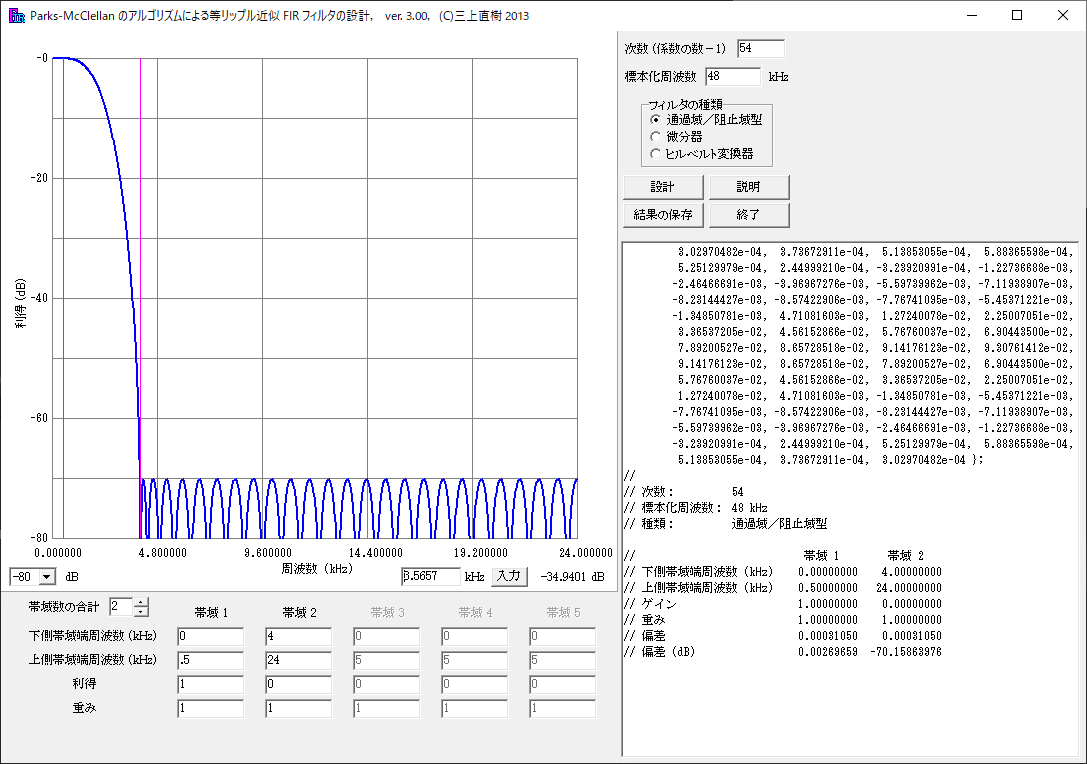 Parks-McClellan のアルゴリズムによる等リップル近似 FIR フィルタの設計， ver. 3.00， (C)三上直樹 2013
-0
-20
-40
-60
-80
利得 (dB)
0.000000 4.800000 9.600000 14.400000 19.200000 24.000000
周波数 (kHz)
-80 dB
3.5657 kHz 入力 -34.9401 dB
帯域数の合計 2
帯域 1 帯域 2 帯域 3 帯域 4 帯域 5
下側帯域端周波数 (kHz) 0 4 0 0 0
上側帯域端周波数 (kHz) .5 24 5 5 5
利得 1 0 0 0 0
重み 1 1 1 1 1
次数 (係数の数－1) 54
標本化周波数 48 kHz
フィルタの種類
通過域／阻止域型
微分器
ヒルベルト変換器
設計 説明
結果の保存 終了
3.02970482e-04, 3.73672911e-04, 5.13853055e-04, 5.88365598e-04,
5.25129979e-04, 2.44999210e-04, -3.23920991e-04, -1.22736688e-03,
-2.46466691e-03, -3.96967276e-03, -5.59739962e-03, -7.11938907e-03,
-8.23144427e-03, -8.57422906e-03, -7.76741095e-03, -5.45371221e-03,
-1.34850781e-03, 4.71081603e-03, 1.27240078e-02, 2.25007051e-02,
3.36537205e-02, 4.56152866e-02, 5.76760037e-02, 6.90443500e-02,
7.89200527e-02, 8.65728518e-02, 9.14176123e-02, 9.30761412e-02,
9.14176123e-02, 8.65728518e-02, 7.89200527e-02, 6.90443500e-02,
5.76760037e-02, 4.56152866e-02, 3.36537205e-02, 2.25007051e-02,
1.27240078e-02, 4.71081603e-03, -1.34850781e-03, -5.45371221e-03,
-7.76741095e-03, -8.57422906e-03, -8.23144427e-03, -7.11938907e-03,
-5.59739962e-03, -3.96967276e-03, -2.46466691e-03, -1.22736688e-03,
-3.23920991e-04, 2.44999210e-04, 5.25129979e-04, 5.88365598e-04,
5.13853055e-04, 3.73672911e-04, 3.02970482e-04 };
//
// 次数: 54
// 標本化周波数: 48 kHz
// 種類: 通過域／阻止域型
// 帯域 1 帯域 2
// 下側帯域端周波数 (kHz) 0.00000000 4.00000000
// 上側帯域端周波数 (kHz) 0.50000000 24.00000000
// ゲイン 1.00000000 0.00000000
// 重み 1.00000000 1.00000000
// 偏差 0.00031050 0.00031050
// 偏差 (dB) 0.00269659 -70.15863976